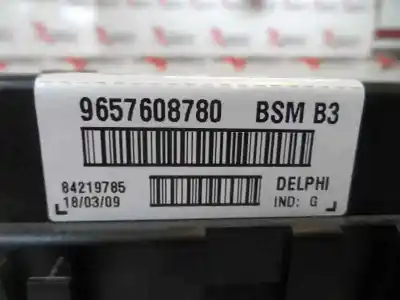 9657608780 BSM B3
84219785 DELPHI
18/03/09 IND: G